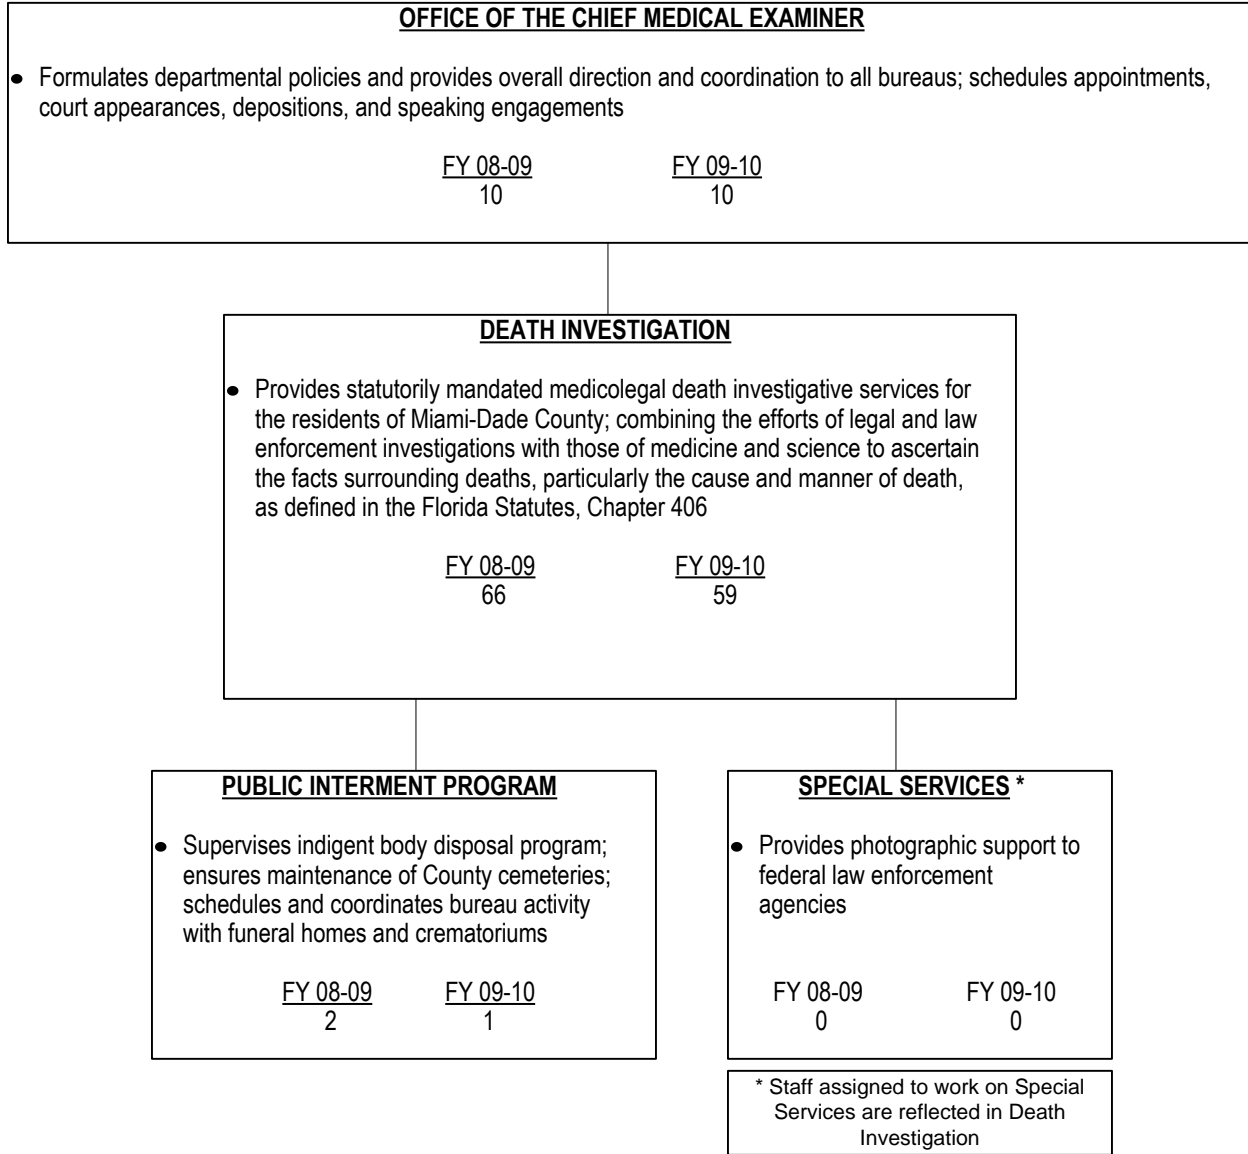 OFFICE OF THE CHIEF MEDICAL EXAMINER
● Formulates departmental policies and provides overall direction and coordination to all bureaus; schedules appointments,
court appearances, depositions, and speaking engagements
FY 08-09 FY 09-10
10 10
DEATH INVESTIGATION
● Provides statutorily mandated medicolegal death investigative services for
the residents of Miami-Dade County; combining the efforts of legal and law
enforcement investigations with those of medicine and science to ascertain
the facts surrounding deaths, particularly the cause and manner of death,
as defined in the Florida Statutes, Chapter 406
FY 08-09 FY 09-10
66 59
PUBLIC INTERMENT PROGRAM
● Supervises indigent body disposal program;
ensures maintenance of County cemeteries;
schedules and coordinates bureau activity
with funeral homes and crematoriums
FY 08-09 FY 09-10
2 1
SPECIAL SERVICES *
● Provides photographic support to
federal law enforcement
agencies
FY 08-09 FY 09-10
0 0
* Staff assigned to work on Special
Services are reflected in Death
Investigation